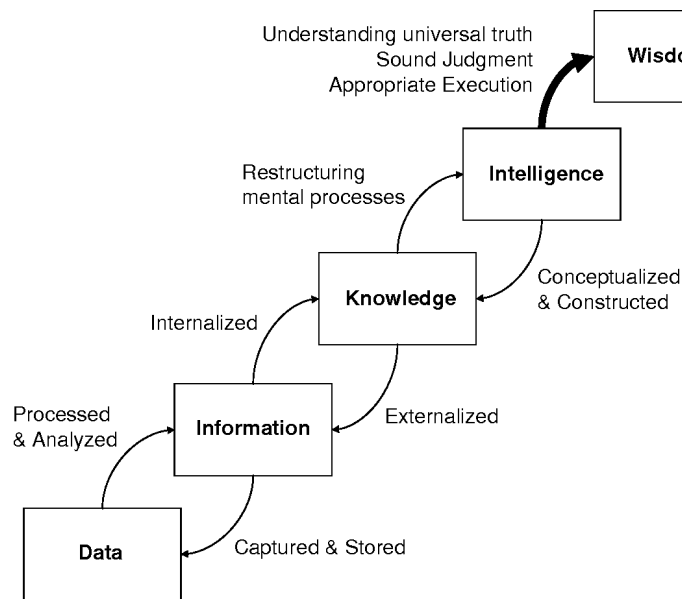 Understanding universal truth
Sound Judgment
Appropriate Execution
Wisdo
Restructuring
mental processes
Intelligence
Conceptualized
& Constructed
Internalized
Knowledge
Externalized
Processed
& Analyzed
Information
Captured & Stored
Data